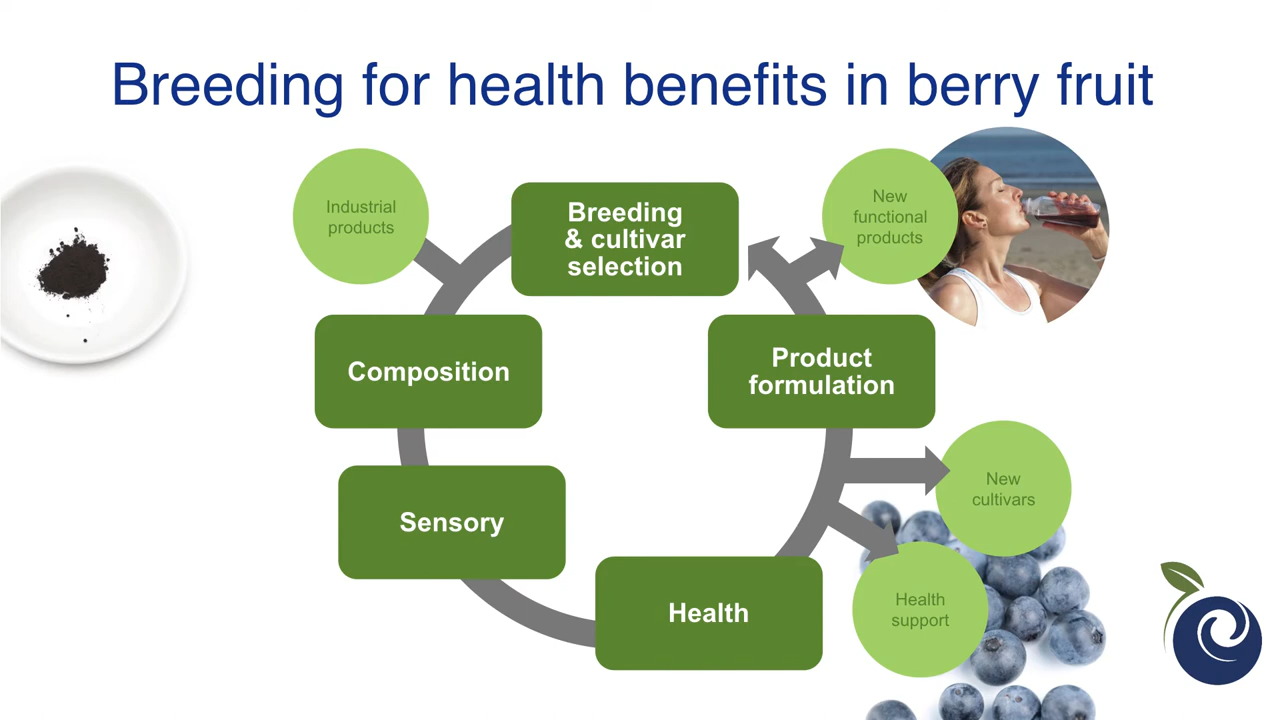 Breeding for health benefits in berry fruit
Industrial
products
Breeding
& cultivar
selection
New
functional
products
Composition
Product
formulation
Sensory
New
cultivars
Health
Health
support